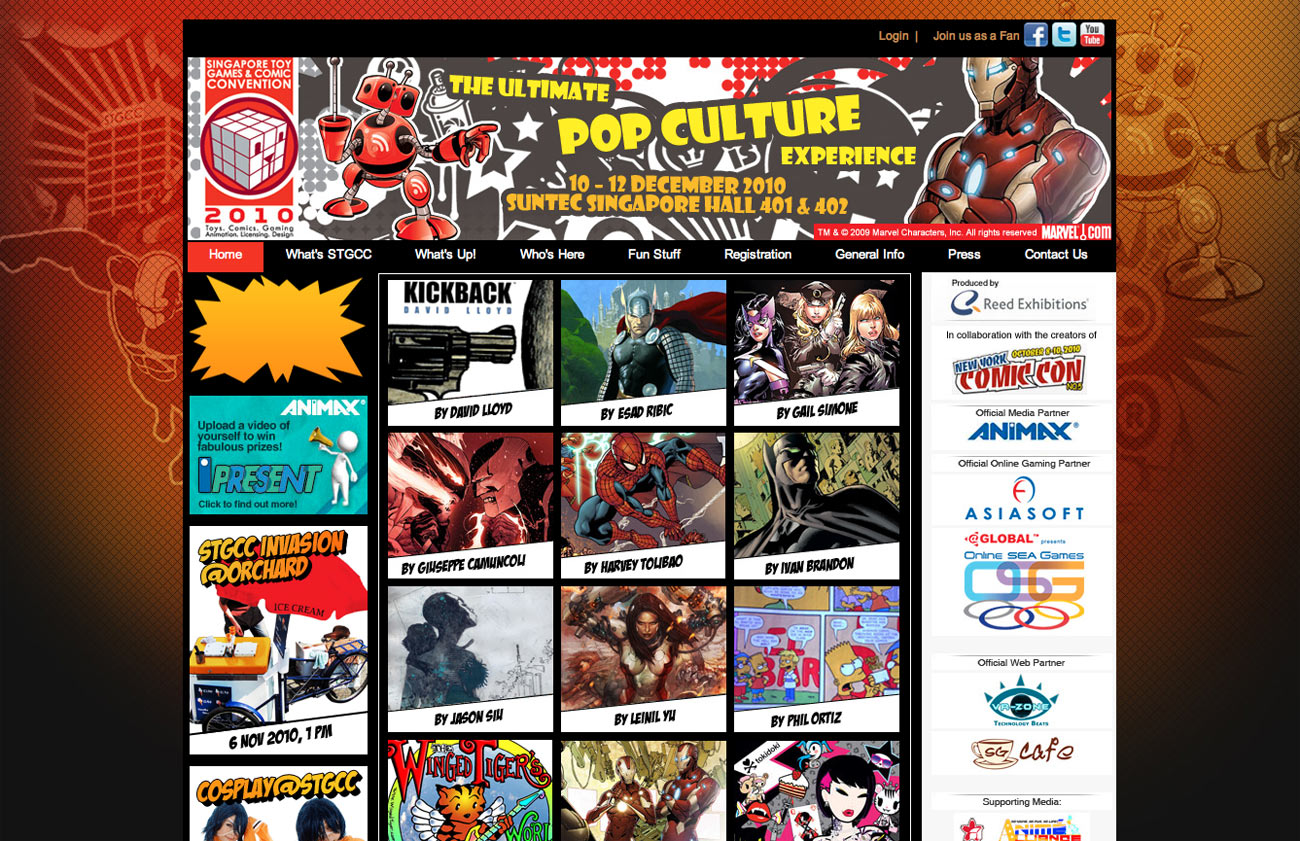 Login |
Join us as a Fan
You
Tube
STGCC
SINGAPORE TOY
GAMES & COMIC
CONVENTION
2010
Toys. Comics. Gaming
Animation. Licensing. Design
THE ULTIMATE
POP CULTURE
EXPERIENCE
10 - 12 DECEMBER 2010
SUNTEC SINGAPORE HALL 401 & 402
TM & © 2009 Marvel Characters, Inc. All rights reserved MARVEL.com
Home
What's STGCC
What's Up!
Who's Here
Fun Stuff
Registration
General Info
Press
Contact Us
ANIMAX®
Upload a video of
yourself to win
fabulous prizes!
iPRESENT
Click to find out more!
STGCC INVASION
@ORCHARD
ICE CREAM
6 NOV 2010, 1 PM
COSPLAY@STGCC
KICKBACK
DAVID LLOYD
BY DAVID LLOYD
BY ESAD RIBIC
BY GAIL SIMONE
BY GIUSEPPE CAMUNCOLI
BY HARVEY TOLIBAO
BY IVAN BRANDON
BY JASON SIU
BY LEINIL YU
BAR
BY PHIL ORTIZ
WINGED TIGER'S
WORL
tokidoki
Produced by
Reed Exhibitions®
In collaboration with the creators of
OCTOBER 8-10, 2010
NEW YORK
COMIC CON
Official Media Partner
ANIMAX®
Official Online Gaming Partner
ASIASOFT
@GLOBAL™ presents
Online SEA Games
OSG
Official Web Partner
VR-ZONE
TECHNOLOGY BEATS
SG cafe
Supporting Media:
ANIME
ALLIANCE